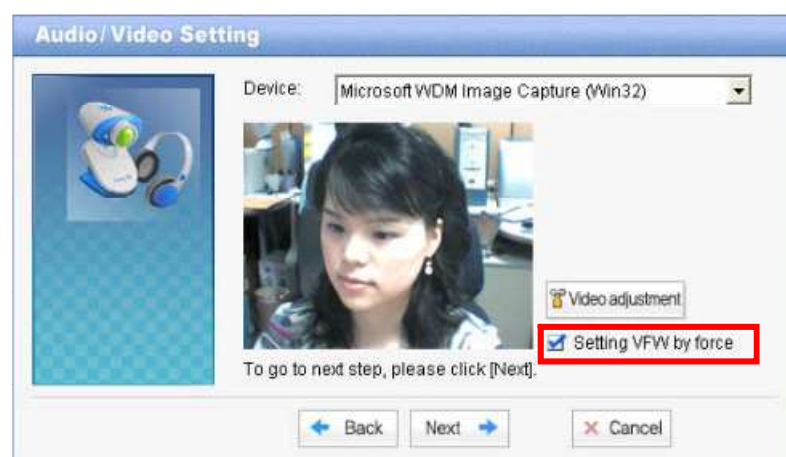 Audio/Video Setting
Device: Microsoft WDM Image Capture (Win32)
Video adjustment
Setting VFW by force
To go to next step, please click [Next].
Back Next Cancel